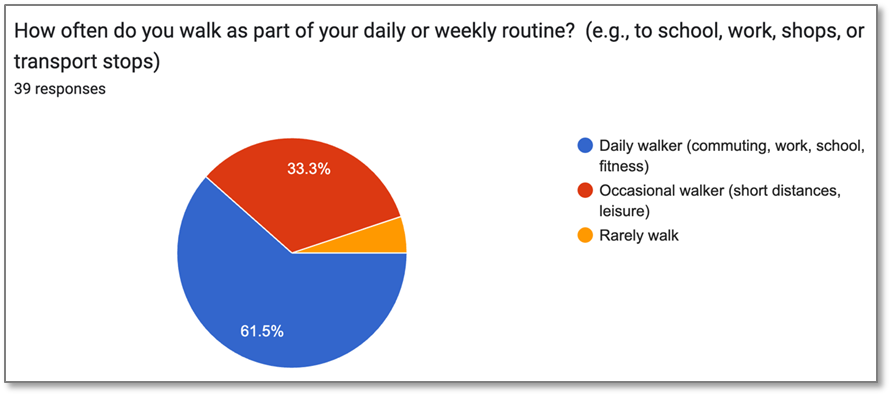 How often do you walk as part of your daily or weekly routine?  (e.g., to school, work, shops, or
transport stops)
39 responses
33.3%
61.5%
Daily walker (commuting, work, school,
fitness)
Occasional walker (short distances,
leisure)
Rarely walk